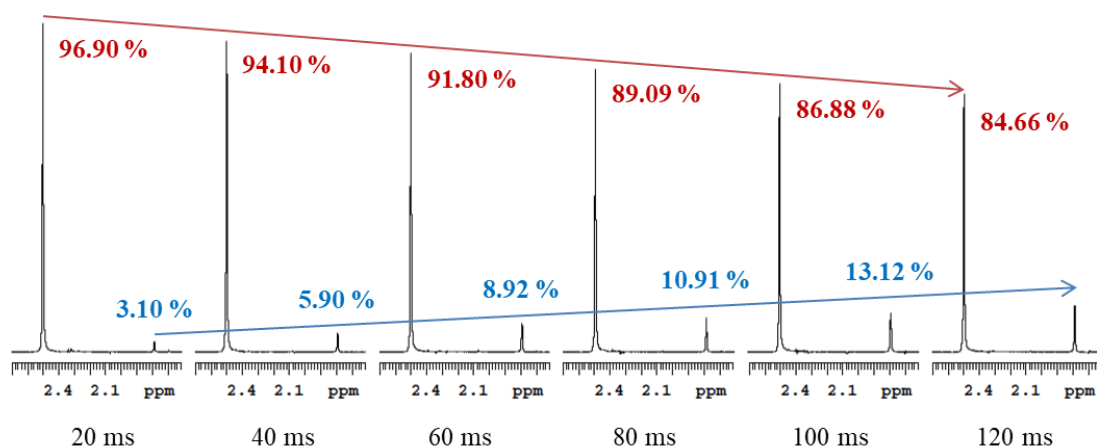 96.90 %
94.10 %
91.80 %
89.09 %
86.88 %
84.66 %
3.10 %
5.90 %
8.92 %
10.91 %
13.12 %
2.4 2.1 ppm
2.4 2.1 ppm
2.4 2.1 ppm
2.4 2.1 ppm
2.4 2.1 ppm
2.4 2.1 ppm
20 ms
40 ms
60 ms
80 ms
100 ms
120 ms